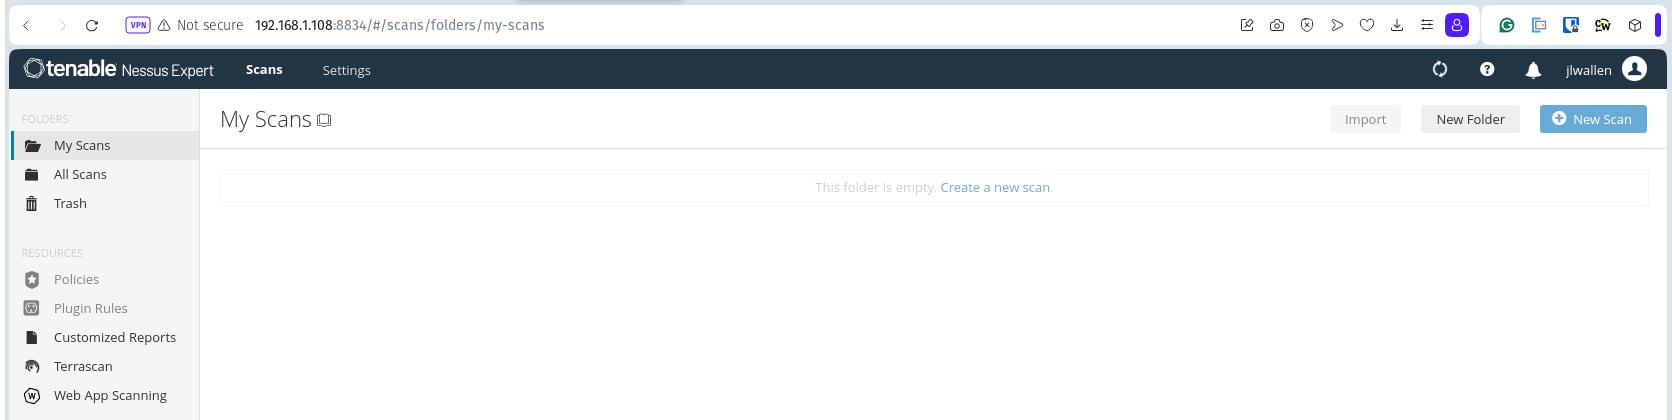 VPN Not secure 192.168.1.108:8834/#/scans/folders/my-scans
tenable Nessus Expert Scans Settings jlwallen
FOLDERS
My Scans
All Scans
Trash
RESOURCES
Policies
Plugin Rules
Customized Reports
Terrascan
Web App Scanning
My Scans Import New Folder New Scan
This folder is empty. Create a new scan.